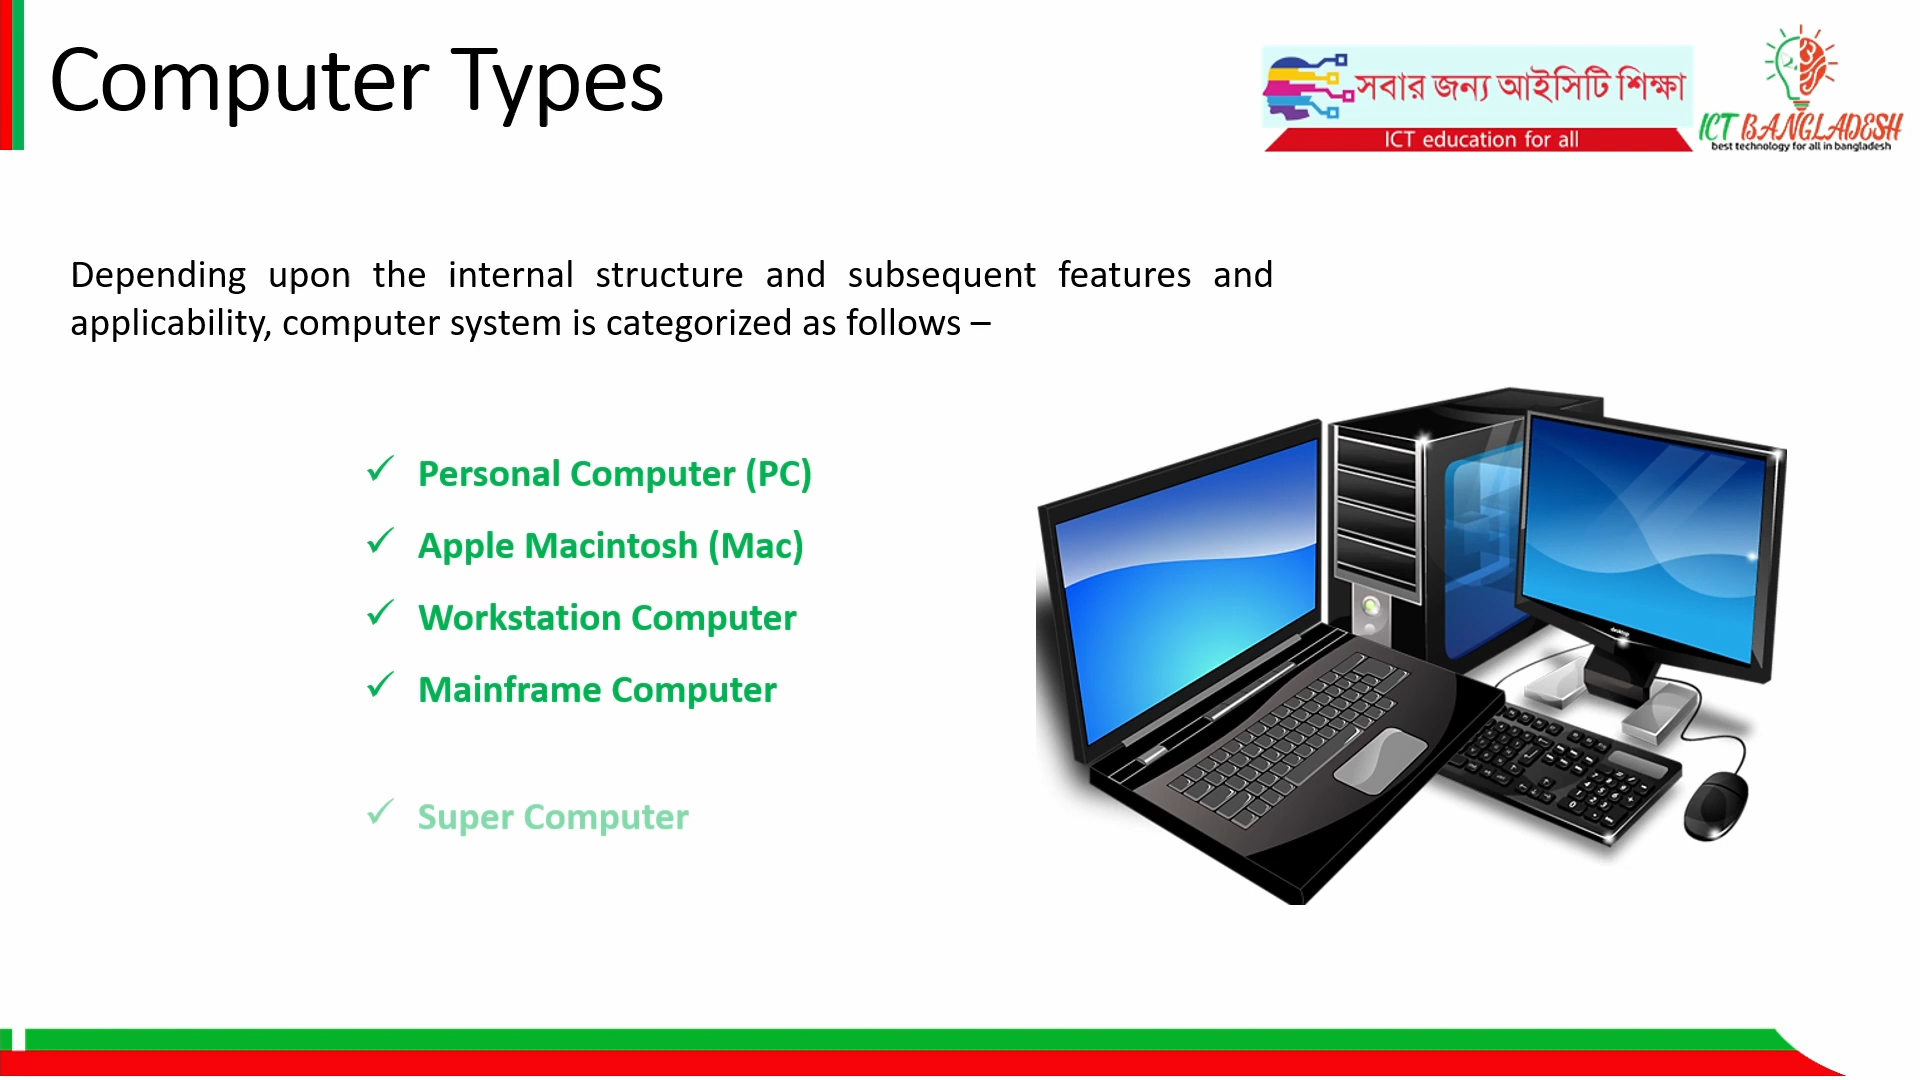 Computer Types
সবার জন্য আইসিটি শিক্ষা
ICT education for all
ICT BANGLADESH
best technology for all in bangladesh
Depending upon the internal structure and subsequent features and
applicability, computer system is categorized as follows –
✓ Personal Computer (PC)
✓ Apple Macintosh (Mac)
✓ Workstation Computer
✓ Mainframe Computer
✓ Super Computer